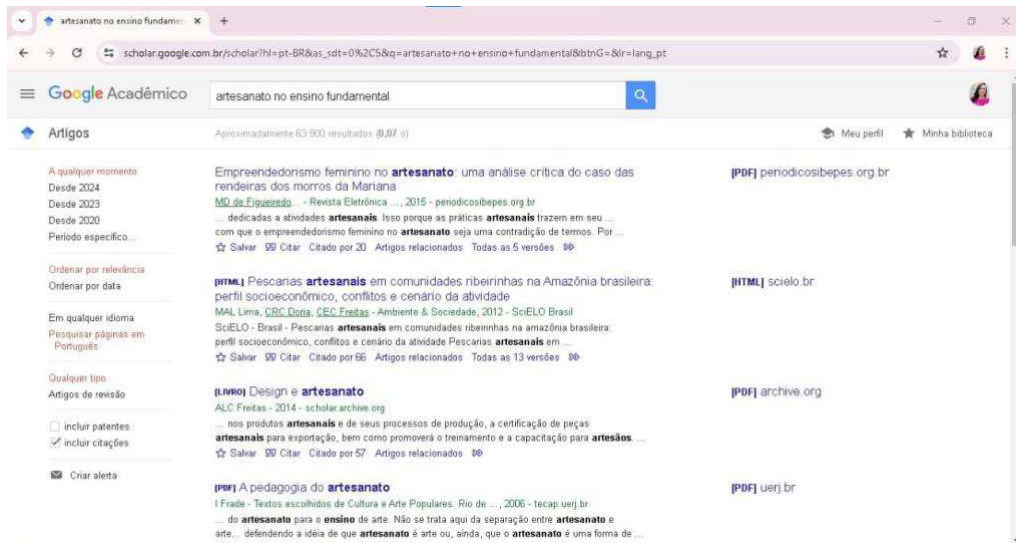 artesanato no ensino fundame
scholar.google.com.br/scholar?hl=pt-BR&as_sdt=0%2C5&q=artesanato+no+ensino+fundamental&btnG=&lr=lang_pt
Google Acadêmico
artesanato no ensino fundamental
Artigos
Aproximadamente 63.900 resultados (0,07 s)
Meu perfil
Minha biblioteca
A qualquer momento
Desde 2024
Desde 2023
Desde 2020
Período específico...
Ordenar por relevância
Ordenar por data
Em qualquer idioma
Pesquisar páginas em
Português
Qualquer tipo
Artigos de revisão
incluir patentes
incluir citações
Criar alerta
Empreendedorismo feminino no artesanato: uma análise crítica do caso das
rendeiras dos morros da Mariana
MD de Figueiredo... - Revista Eletrônica ..., 2015 - periodicosibepes.org.br
... dedicadas a atividades artesanais. Isso porque as práticas artesanais trazem em seu ...
com que o empreendedorismo feminino no artesanato seja uma contradição de termos. Por ...
Salvar Citar Citado por 20 Artigos relacionados Todas as 5 versões
[PDF] periodicosibepes.org.br
[HTML] Pescarias artesanais em comunidades ribeirinhas na Amazônia brasileira:
perfil socioeconômico, conflitos e cenário da atividade
MAL Lima, CRC Doria, CEC Freitas - Ambiente & Sociedade, 2012 - SciELO Brasil
SciELO - Brasil - Pescarias artesanais em comunidades ribeirinhas na amazônia brasileira:
perfil socioeconômico, conflitos e cenário da atividade Pescarias artesanais em ...
Salvar Citar Citado por 66 Artigos relacionados Todas as 13 versões
[HTML] scielo.br
[LIVRO] Design e artesanato
ALC Freitas - 2014 - scholar.archive.org
... nos produtos artesanais e de seus processos de produção, a certificação de peças
artesanais para exportação, bem como promoverá o treinamento e a capacitação para artesãos. ...
Salvar Citar Citado por 57 Artigos relacionados
[PDF] archive.org
[PDF] A pedagogia do artesanato
I Frade - Textos escolhidos de Cultura e Arte Populares. Rio de ..., 2006 - tecap.uerj.br
... do artesanato para o ensino de arte. Não se trata aqui da separação entre artesanato e
arte... defendendo a idéia de que artesanato é arte ou, ainda, que o artesanato é uma forma de ...
[PDF] uerj.br